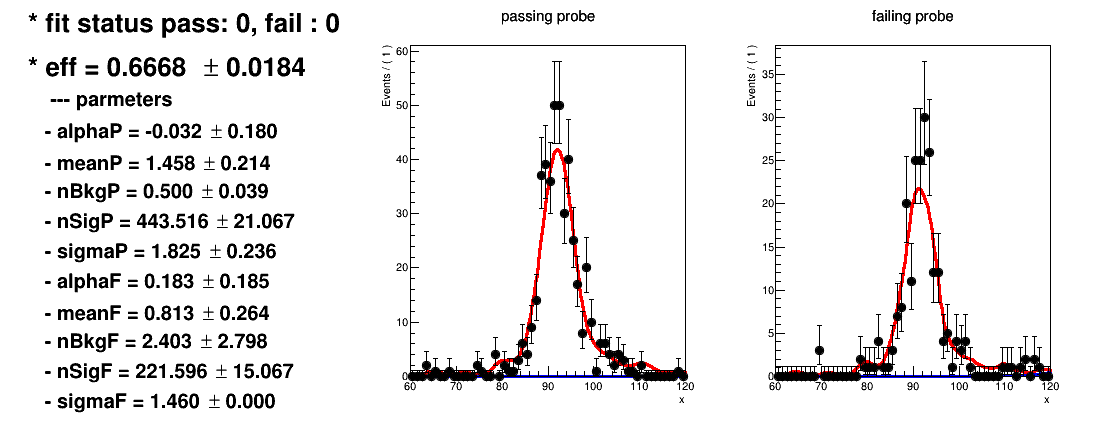 * fit status pass: 0, fail : 0
* eff = 0.6668 ± 0.0184
--- parmeters
- alphaP = -0.032 ± 0.180
- meanP = 1.458 ± 0.214
- nBkgP = 0.500 ± 0.039
- nSigP = 443.516 ± 21.067
- sigmaP = 1.825 ± 0.236
- alphaF = 0.183 ± 0.185
- meanF = 0.813 ± 0.264
- nBkgF = 2.403 ± 2.798
- nSigF = 221.596 ± 15.067
- sigmaF = 1.460 ± 0.000
passing probe
Events / ( 1 )
60
50
40
30
20
10
0
60 70 80 90 100 110 120
x
failing probe
Events / ( 1 )
35
30
25
20
15
10
5
0
60 70 80 90 100 110 120
x